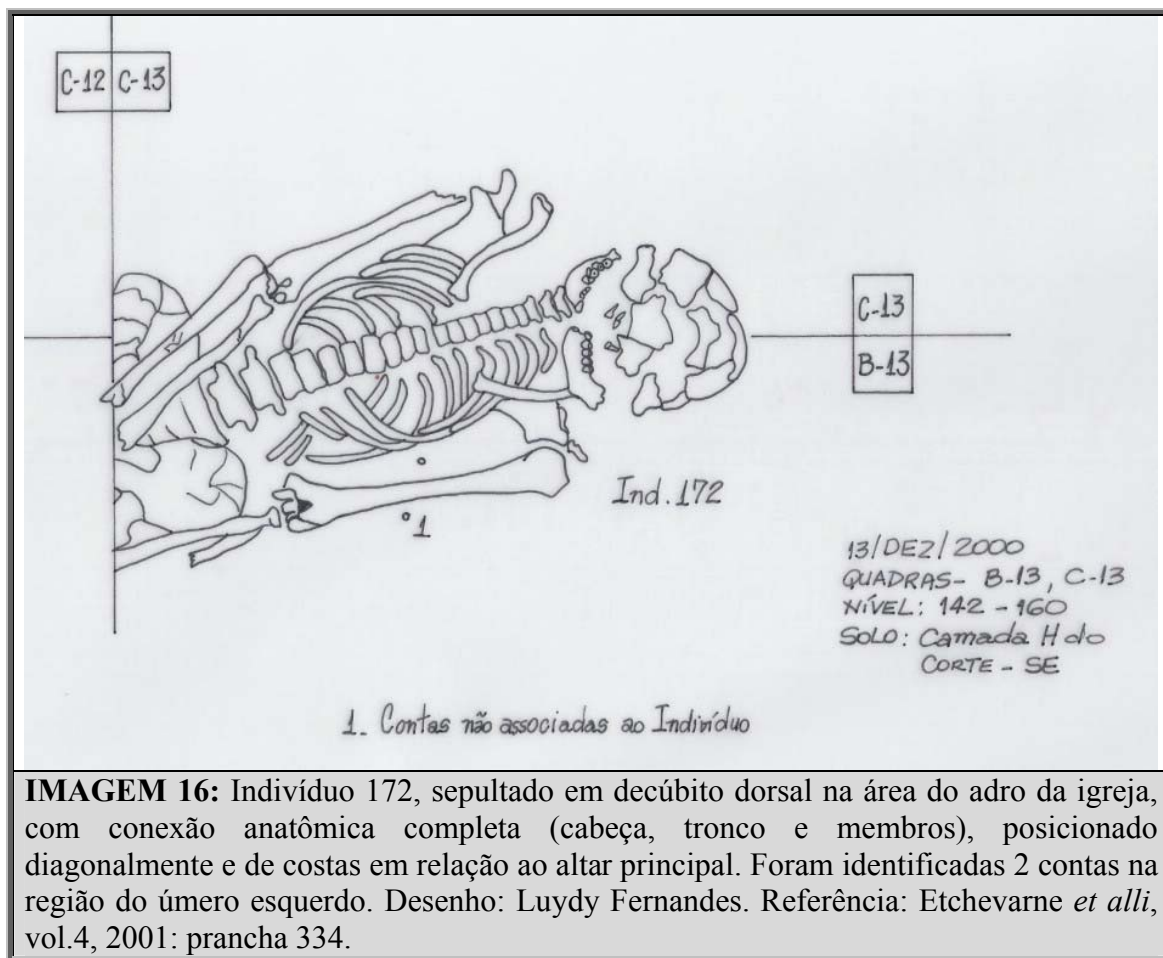 C-12 C-13
C-13
B-13
Ind. 172
1
13/DEZ/2000
QUADRAS- B-13, C-13
NÍVEL: 142 - 160
SOLO: Camada H do
CORTE - SE
1- Contas não associadas ao Indivíduo
IMAGEM 16: Indivíduo 172, sepultado em decúbito dorsal na área do adro da igreja,
com conexão anatômica completa (cabeça, tronco e membros), posicionado
diagonalmente e de costas em relação ao altar principal. Foram identificadas 2 contas na
região do úmero esquerdo. Desenho: Luydy Fernandes. Referência: Etchevarne et alli,
vol.4, 2001: prancha 334.